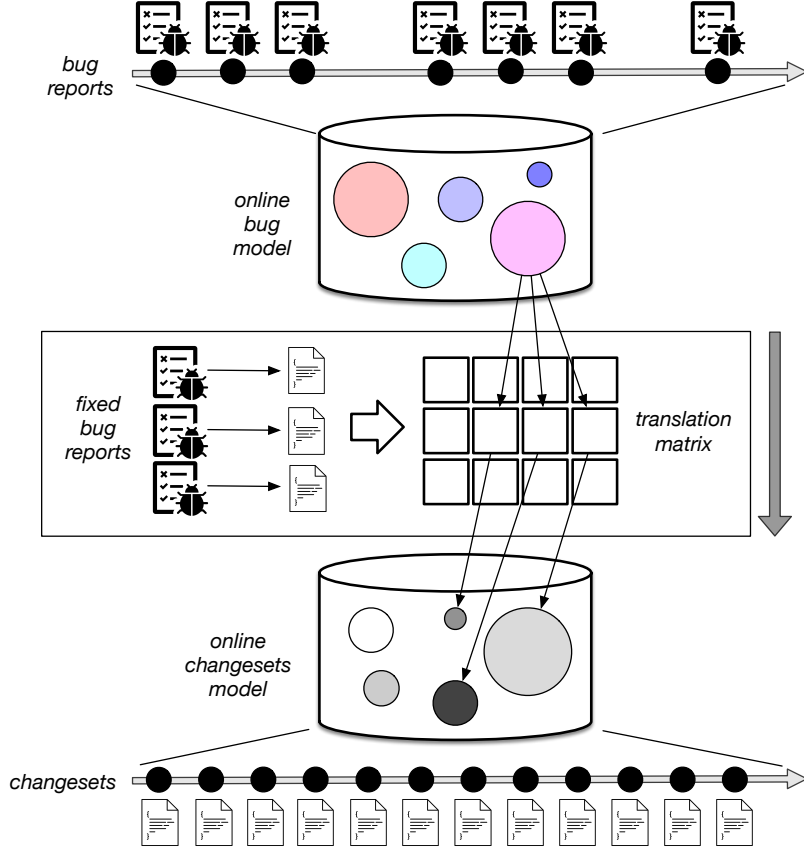 bug
reports
online
bug
model
fixed
bug
reports
translation
matrix
online
changesets
model
changesets